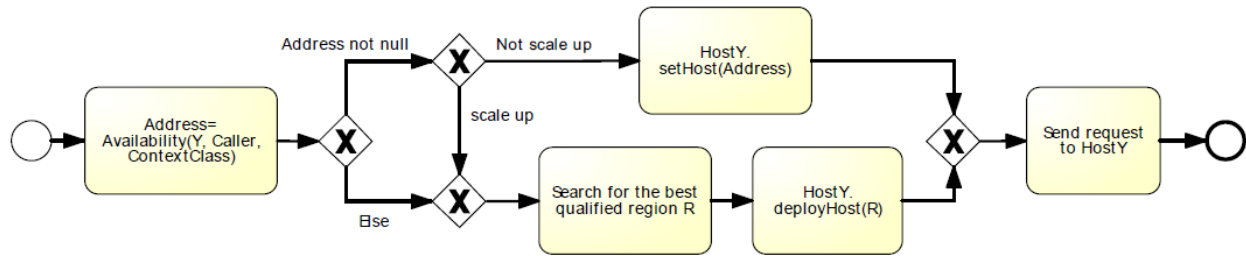 Address not null
Not scale up
HostY.
setHost(Address)
Address=
Availability(Y, Caller,
ContextClass)
scale up
Send request
to HostY
Search for the best
qualified region R
HostY.
deployHost(R)